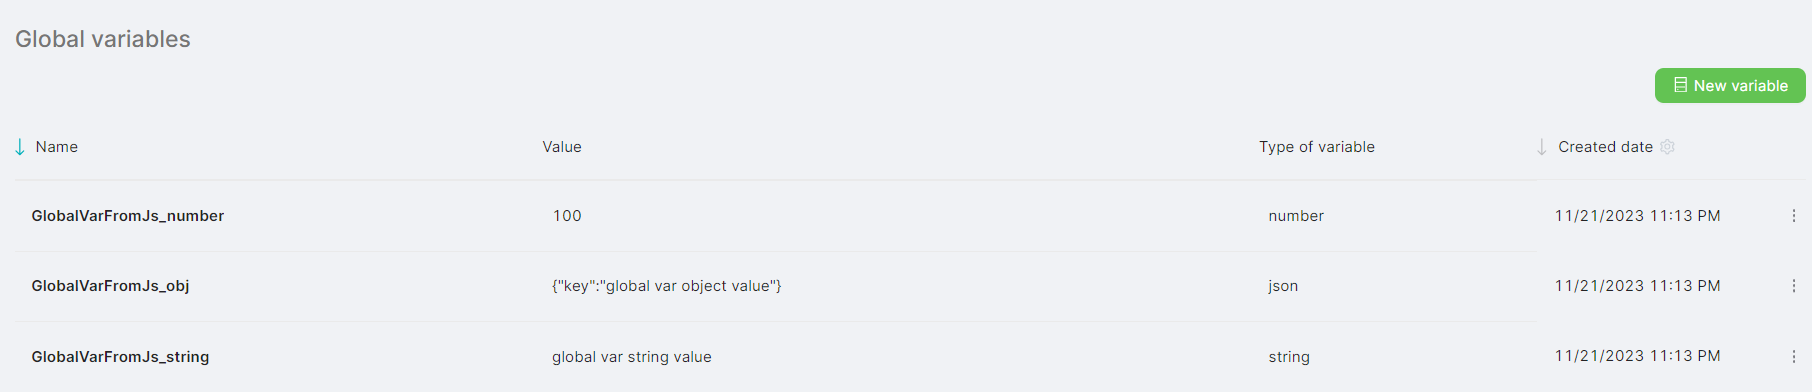 Global variables
New variable
Name Value Type of variable Created date
GlobalVarFromJs_number 100 number 11/21/2023 11:13 PM
GlobalVarFromJs_obj {"key":"global var object value"} json 11/21/2023 11:13 PM
GlobalVarFromJs_string global var string value string 11/21/2023 11:13 PM